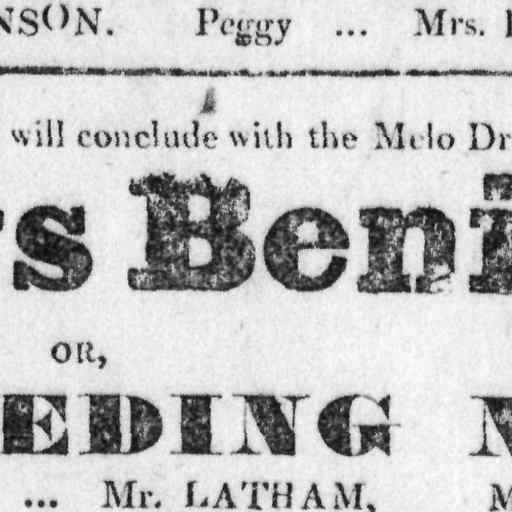 NSON. Peggy ... Mrs.
will conclude with the Melo Dr
's Beni
OR,
EDING N
... Mr. LATHAM, M